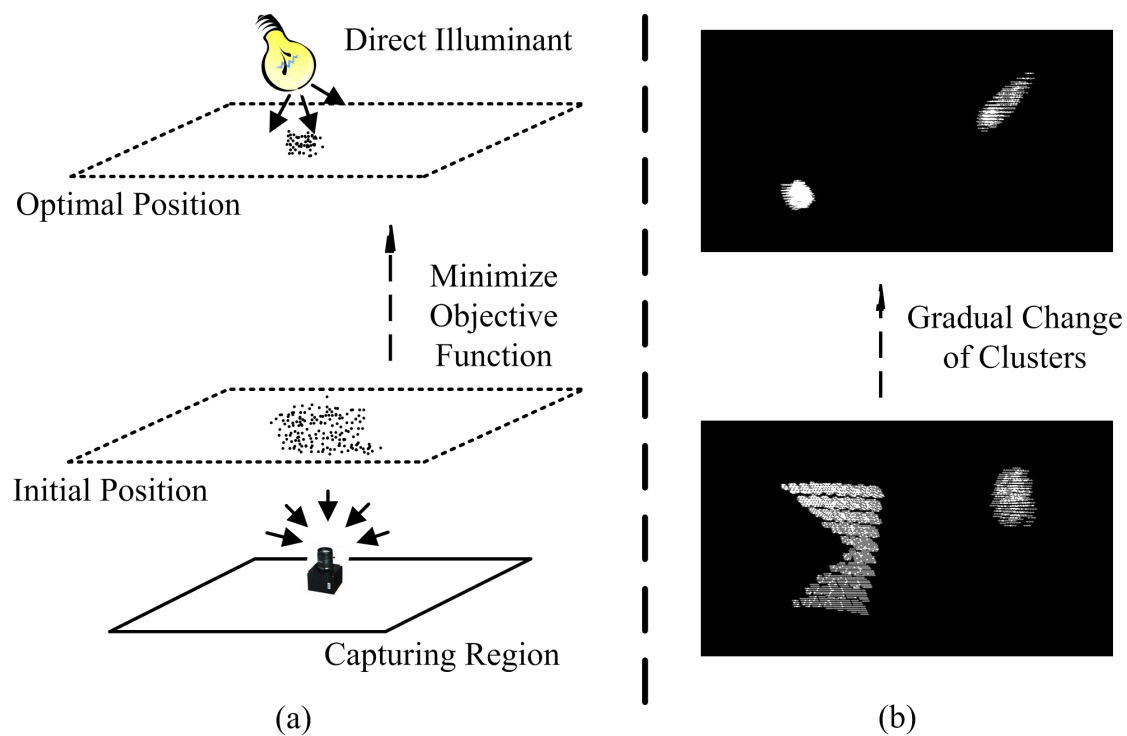 Direct Illuminant
Optimal Position
Minimize
Objective
Function
Initial Position
Capturing Region
(a)
Gradual Change
of Clusters
(b)